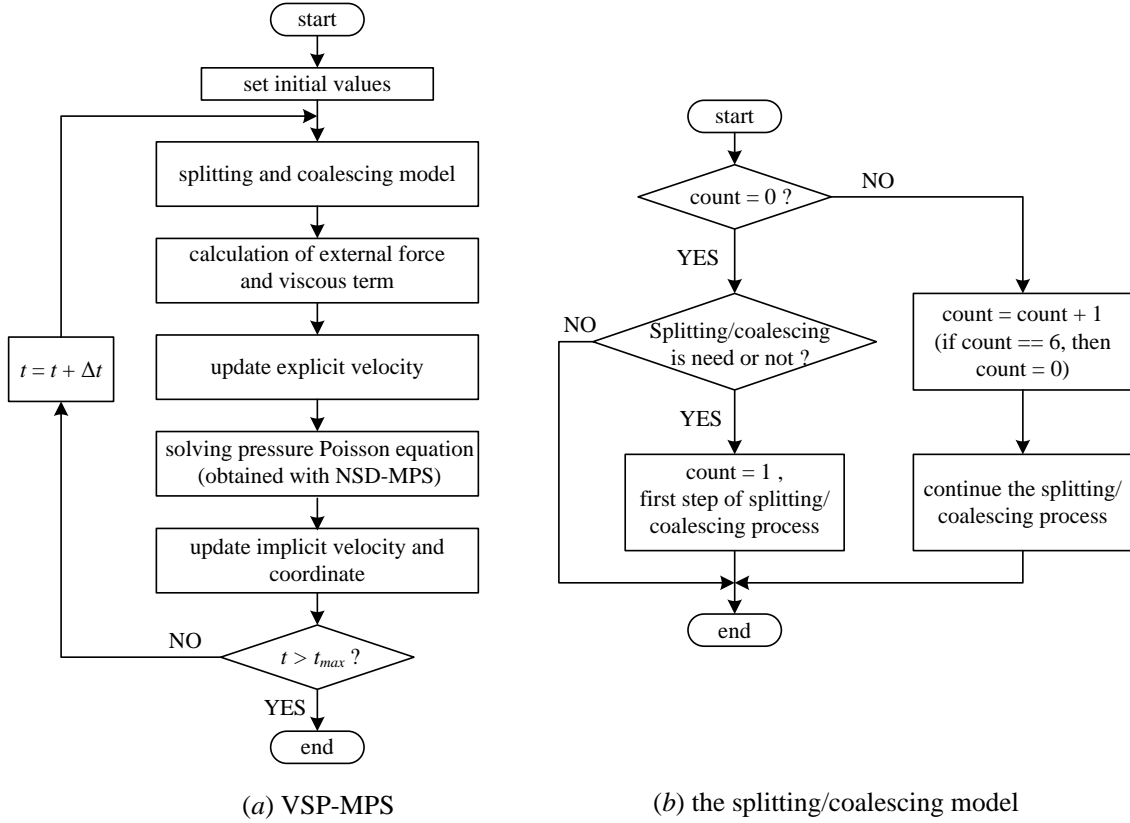 start
set initial values
splitting and coalescing model
calculation of external force
and viscous term
update explicit velocity
solving pressure Poisson equation
(obtained with NSD-MPS)
update implicit velocity and
coordinate
t > tmax ?
NO
YES
t = t + Δt
end
(a) VSP-MPS
start
count = 0 ?
NO
YES
Splitting/coalescing
is need or not ?
NO
YES
count = 1 ,
first step of splitting/
coalescing process
count = count + 1
(if count == 6, then
count = 0)
continue the splitting/
coalescing process
end
(b) the splitting/coalescing model